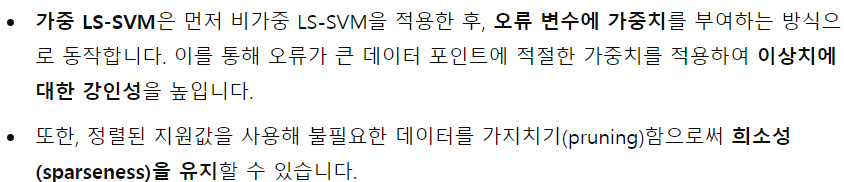 • 가중 LS-SVM은 먼저 비가중 LS-SVM을 적용한 후, 오류 변수에 가중치를 부여하는 방식으
로 동작합니다. 이를 통해 오류가 큰 데이터 포인트에 적절한 가중치를 적용하여 이상치에
대한 강인성을 높입니다.
• 또한, 정렬된 지원값을 사용해 불필요한 데이터를 가지치기(pruning)함으로써 희소성
(sparseness)을 유지할 수 있습니다.